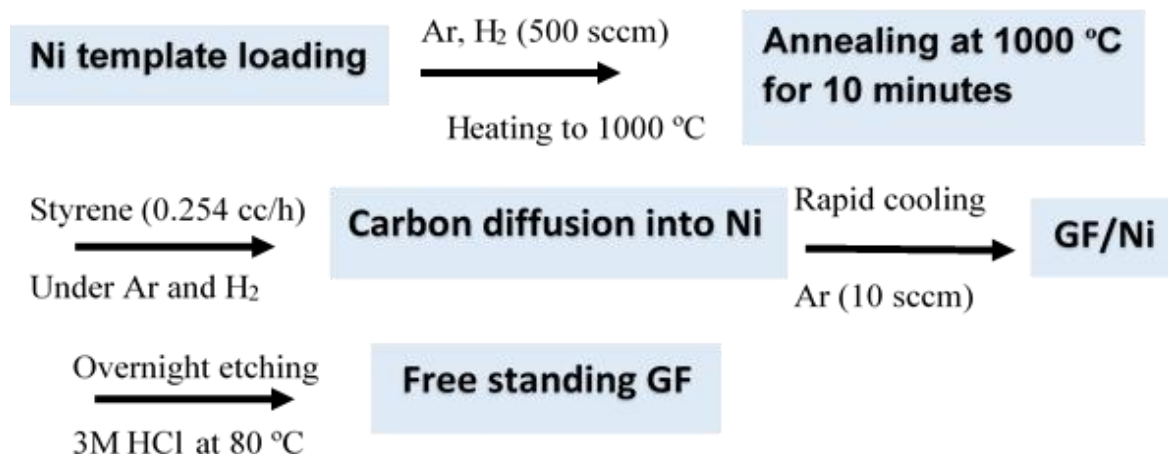 Ni template loading
Ar, H₂ (500 sccm)
Heating to 1000 ºC
Annealing at 1000 ºC
for 10 minutes
Styrene (0.254 cc/h)
Under Ar and H₂
Carbon diffusion into Ni
Rapid cooling
Ar (10 sccm)
GF/Ni
Overnight etching
3M HCl at 80 ºC
Free standing GF